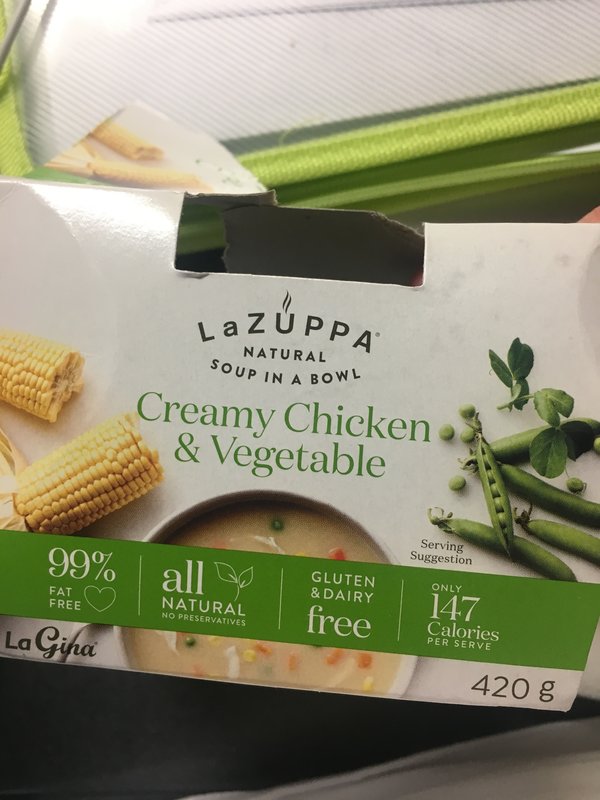 LaZUPPA®
NATURAL
SOUP IN A BOWL
Creamy Chicken
& Vegetable
Serving
Suggestion
99%
FAT
FREE
all
NATURAL
NO PRESERVATIVES
GLUTEN
& DAIRY
free
ONLY
147
Calories
PER SERVE
La Gina
420 g